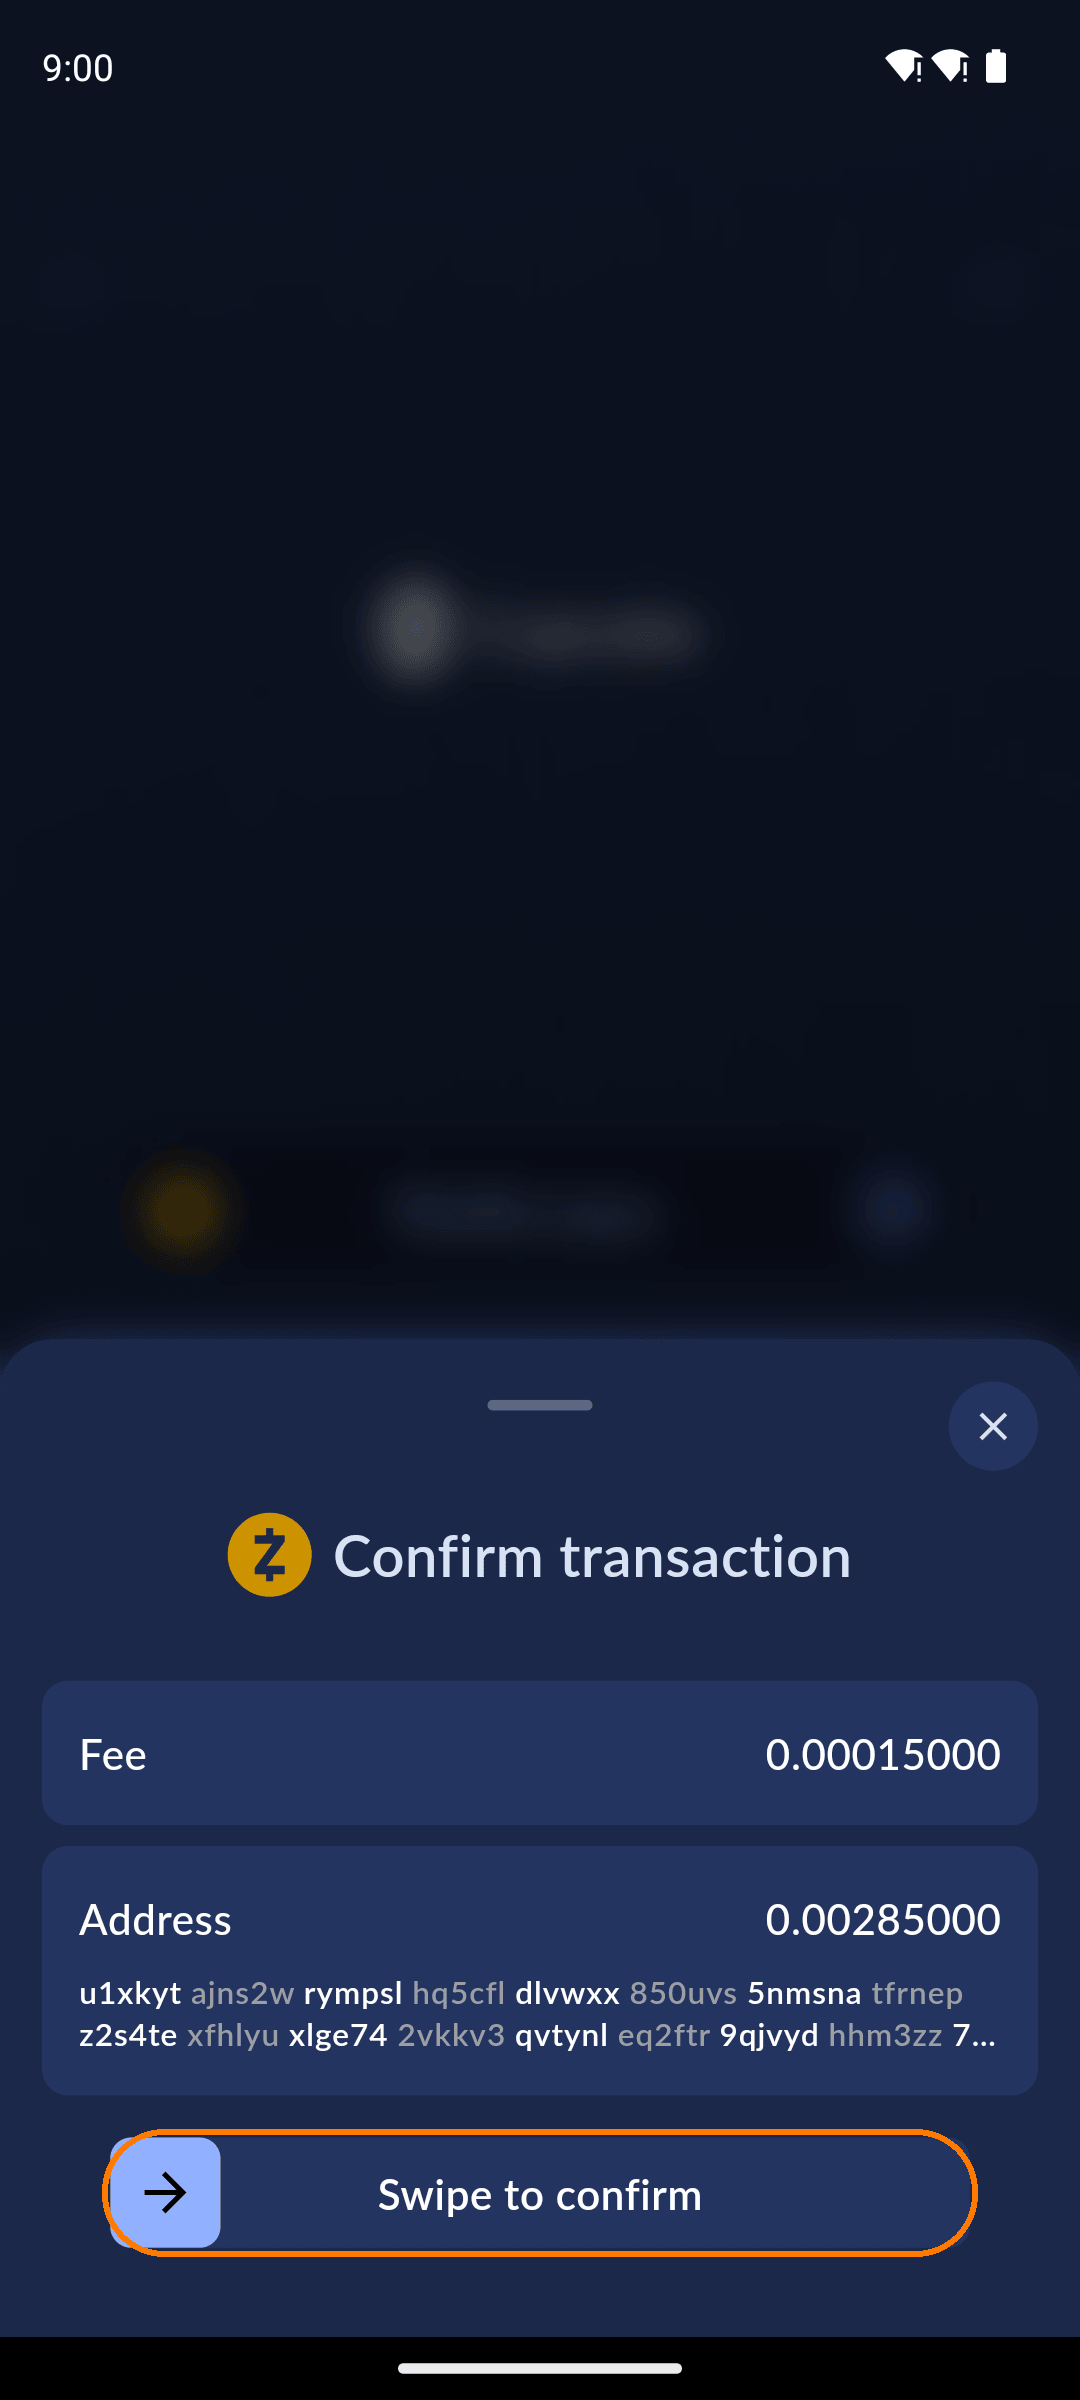 9:00
Confirm transaction
Fee 0.00015000
Address 0.00285000
u1xkyt ajns2w rympsl hq5cfl dlvwxx 850uvs 5nmsna tfrnep
z2s4te xfhlyu xlge74 2vkkv3 qvtynl eq2ftr 9qjvyd hhm3zz 7...
Swipe to confirm